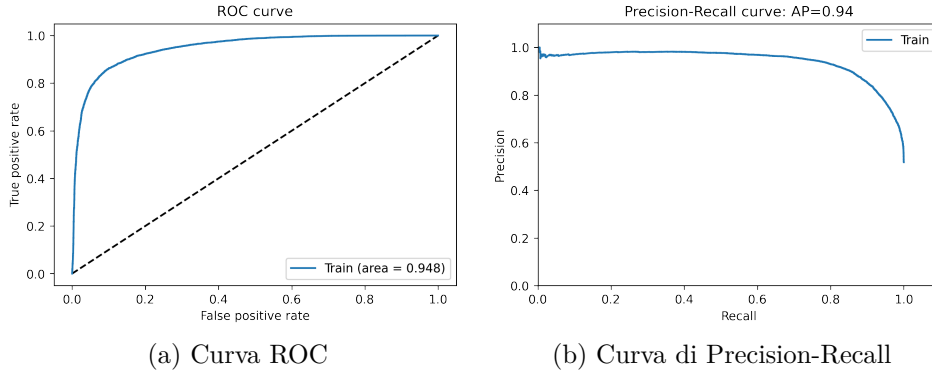 ROC curve
True positive rate
1.0
0.8
0.6
0.4
0.2
0.0
Train (area = 0.948)
0.0 0.2 0.4 0.6 0.8 1.0
False positive rate
(a) Curva ROC
Precision-Recall curve: AP=0.94
Precision
1.0
0.8
0.6
0.4
0.2
0.0
Train
0.0 0.2 0.4 0.6 0.8 1.0
Recall
(b) Curva di Precision-Recall